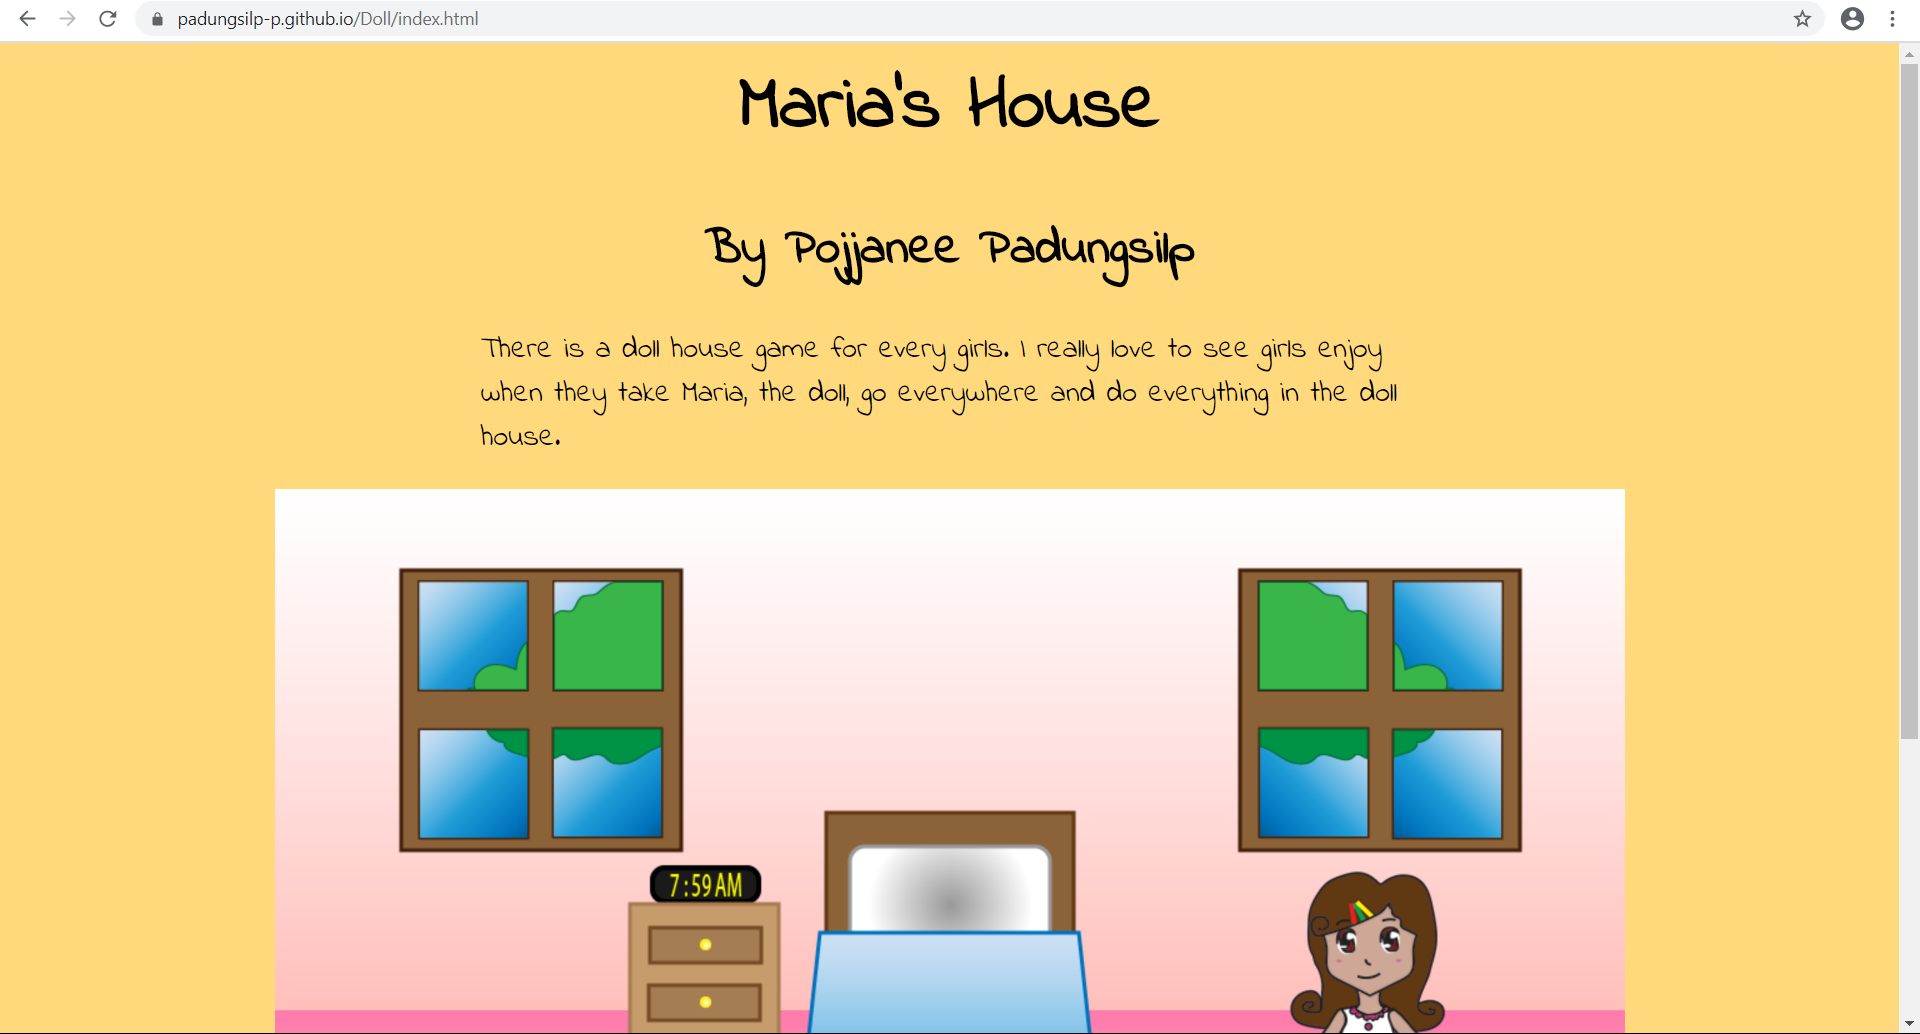 padungsilp-p.github.io/Doll/index.html
Maria's House
By Pojjanee Padungsilp
There is a doll house game for every girls. I really love to see girls enjoy
when they take Maria, the doll, go everywhere and do everything in the doll
house.
7:59 AM